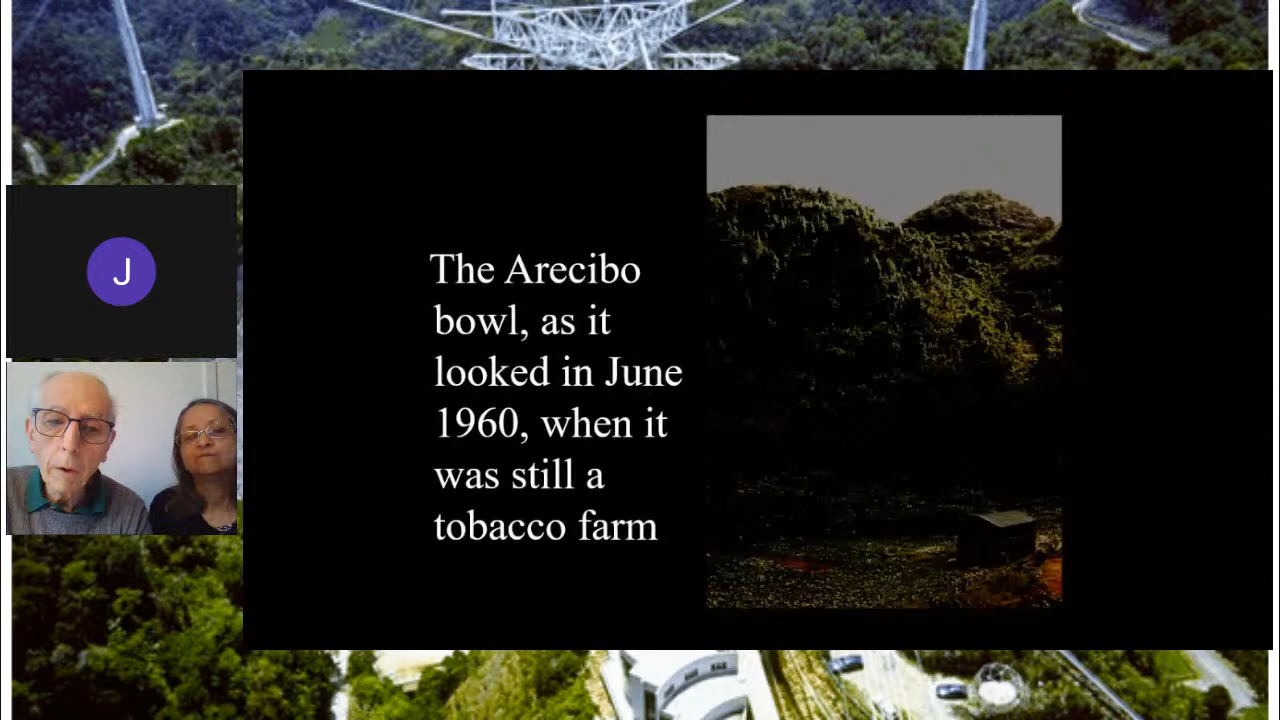 J
The Arecibo
bowl, as it
looked in June
1960, when it
was still a
tobacco farm